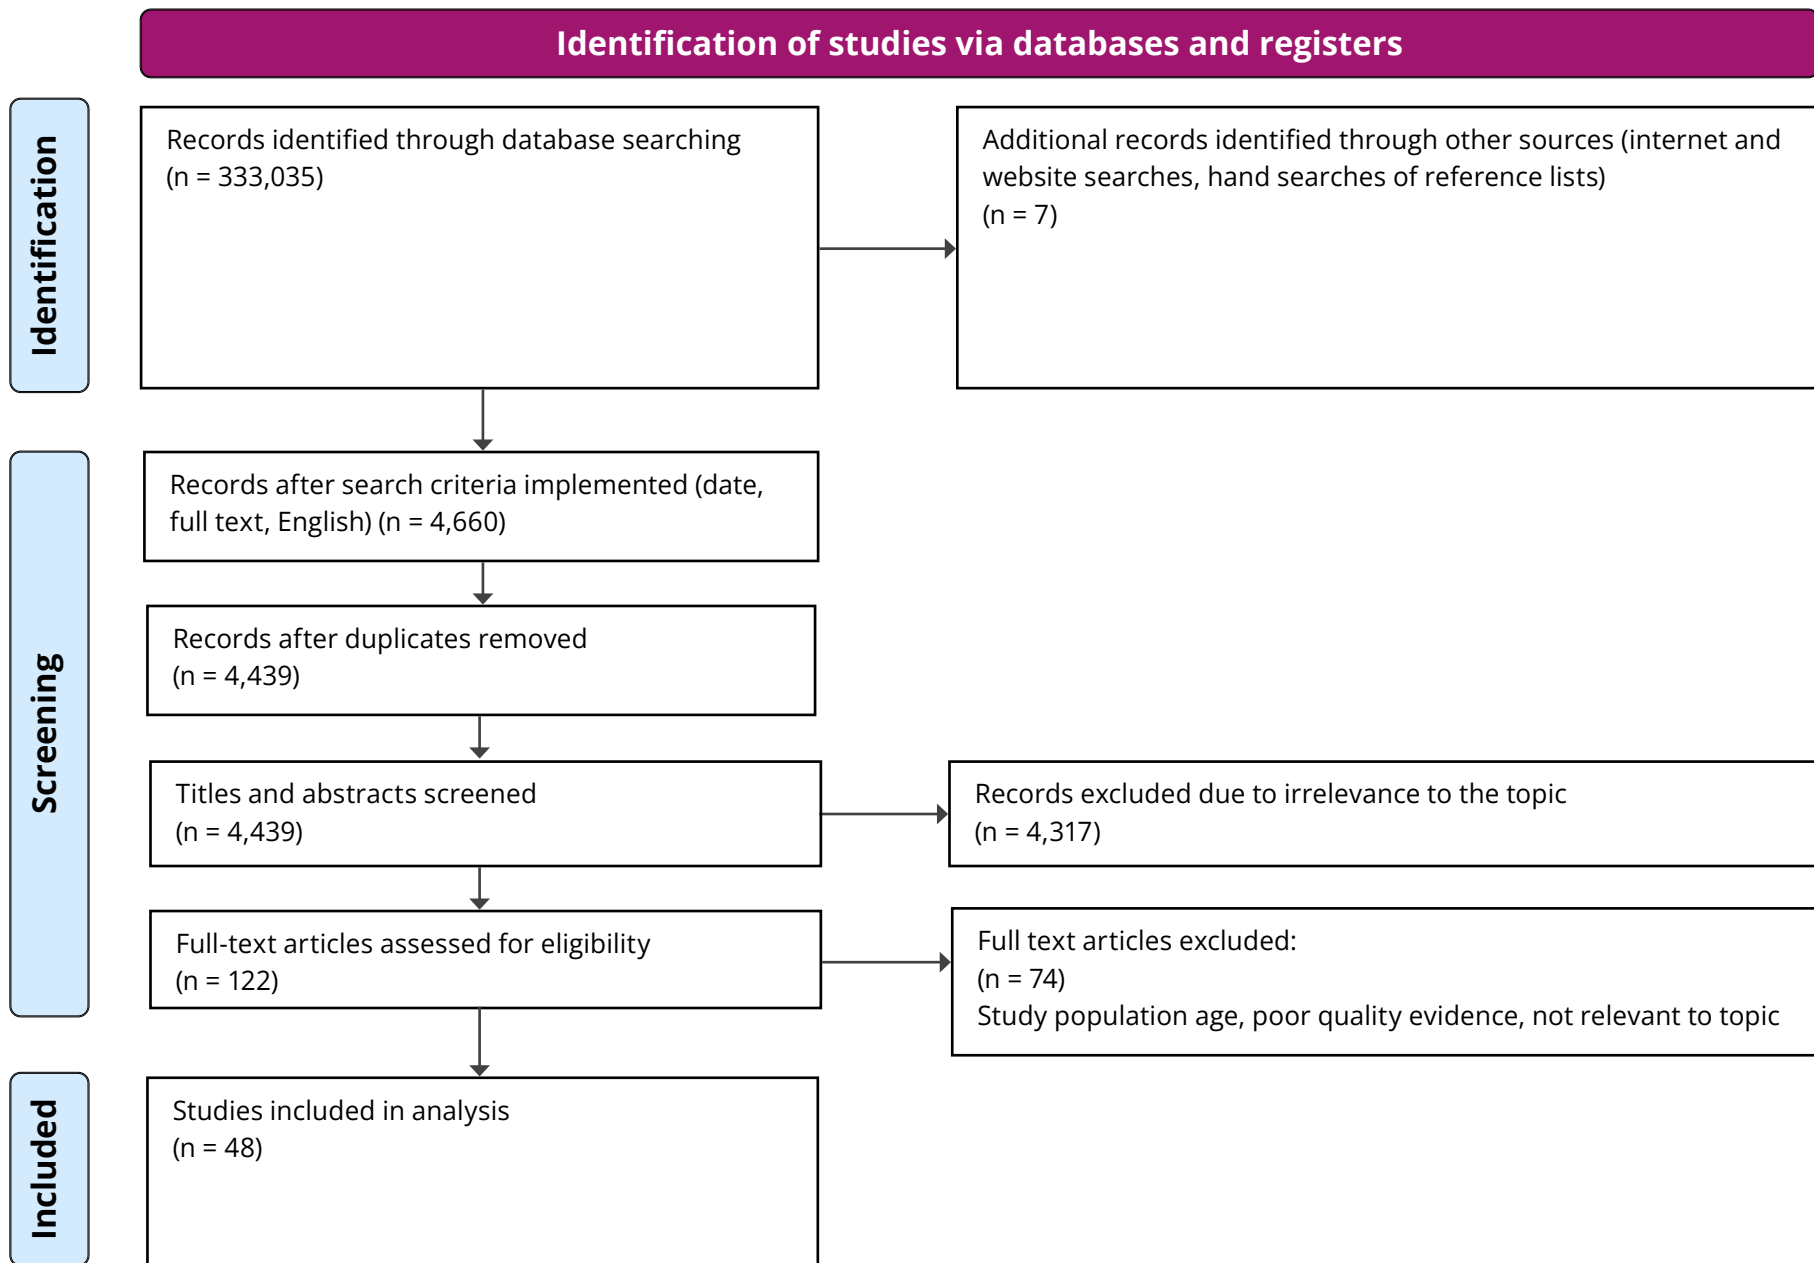 Identification of studies via databases and registers
Identification
Records identified through database searching
(n = 333,035)
Additional records identified through other sources (internet and
website searches, hand searches of reference lists)
(n = 7)
Screening
Records after search criteria implemented (date,
full text, English) (n = 4,660)
Records after duplicates removed
(n = 4,439)
Titles and abstracts screened
(n = 4,439)
Records excluded due to irrelevance to the topic
(n = 4,317)
Full-text articles assessed for eligibility
(n = 122)
Full text articles excluded:
(n = 74)
Study population age, poor quality evidence, not relevant to topic
Included
Studies included in analysis
(n = 48)